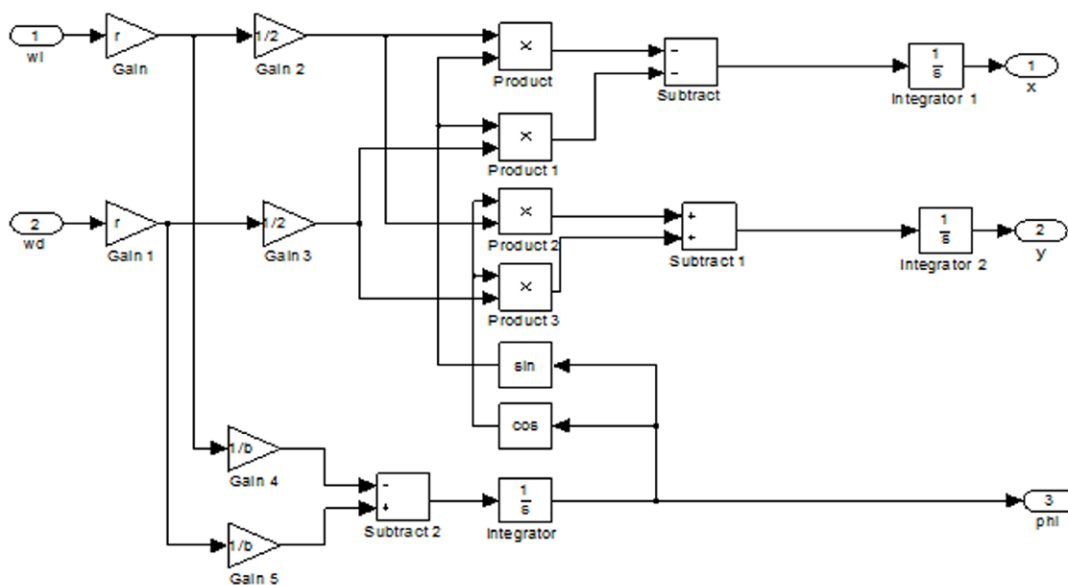 1
wl
r
Gain
1/2
Gain 2
×
Product
−
−
Subtract
1
s
Integrator 1
1
x
×
Product 1
2
wd
r
Gain 1
1/2
Gain 3
×
Product 2
+
+
Subtract 1
1
s
Integrator 2
2
y
×
Product 3
sin
cos
1/b
Gain 4
−
+
Subtract 2
1
s
Integrator
3
phi
1/b
Gain 5